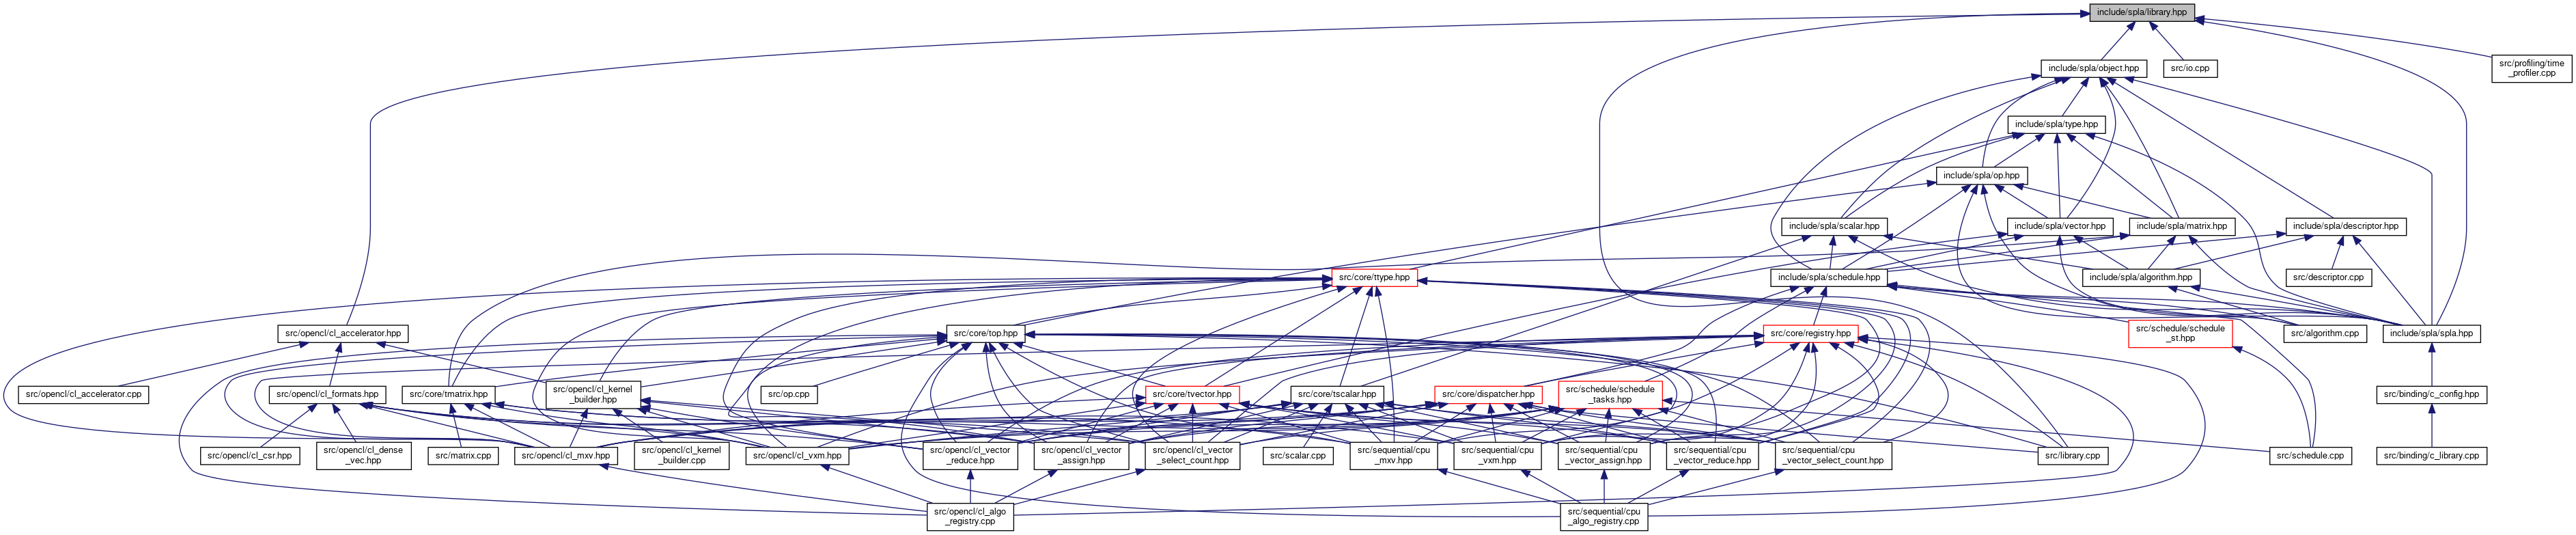 include/spla/library.hpp
include/spla/object.hpp
src/io.cpp
src/profiling/time
_profiler.cpp
include/spla/type.hpp
include/spla/op.hpp
include/spla/scalar.hpp
include/spla/vector.hpp
include/spla/matrix.hpp
include/spla/descriptor.hpp
src/core/ttype.hpp
include/spla/schedule.hpp
include/spla/algorithm.hpp
src/descriptor.cpp
src/opencl/cl_accelerator.hpp
src/core/top.hpp
src/core/registry.hpp
src/schedule/schedule
_st.hpp
src/algorithm.cpp
include/spla/spla.hpp
src/opencl/cl_accelerator.cpp
src/opencl/cl_formats.hpp
src/core/tmatrix.hpp
src/opencl/cl_kernel
_builder.hpp
src/op.cpp
src/core/tvector.hpp
src/core/tscalar.hpp
src/core/dispatcher.hpp
src/schedule/schedule
_tasks.hpp
src/binding/c_config.hpp
src/opencl/cl_csr.hpp
src/opencl/cl_dense
_vec.hpp
src/matrix.cpp
src/opencl/cl_mxv.hpp
src/opencl/cl_kernel
_builder.cpp
src/opencl/cl_vxm.hpp
src/opencl/cl_vector
_reduce.hpp
src/opencl/cl_vector
_assign.hpp
src/opencl/cl_vector
_select_count.hpp
src/scalar.cpp
src/sequential/cpu
_mxv.hpp
src/sequential/cpu
_vxm.hpp
src/sequential/cpu
_vector_assign.hpp
src/sequential/cpu
_vector_reduce.hpp
src/sequential/cpu
_vector_select_count.hpp
src/library.cpp
src/schedule.cpp
src/binding/c_library.cpp
src/opencl/cl_algo
_registry.cpp
src/sequential/cpu
_algo_registry.cpp